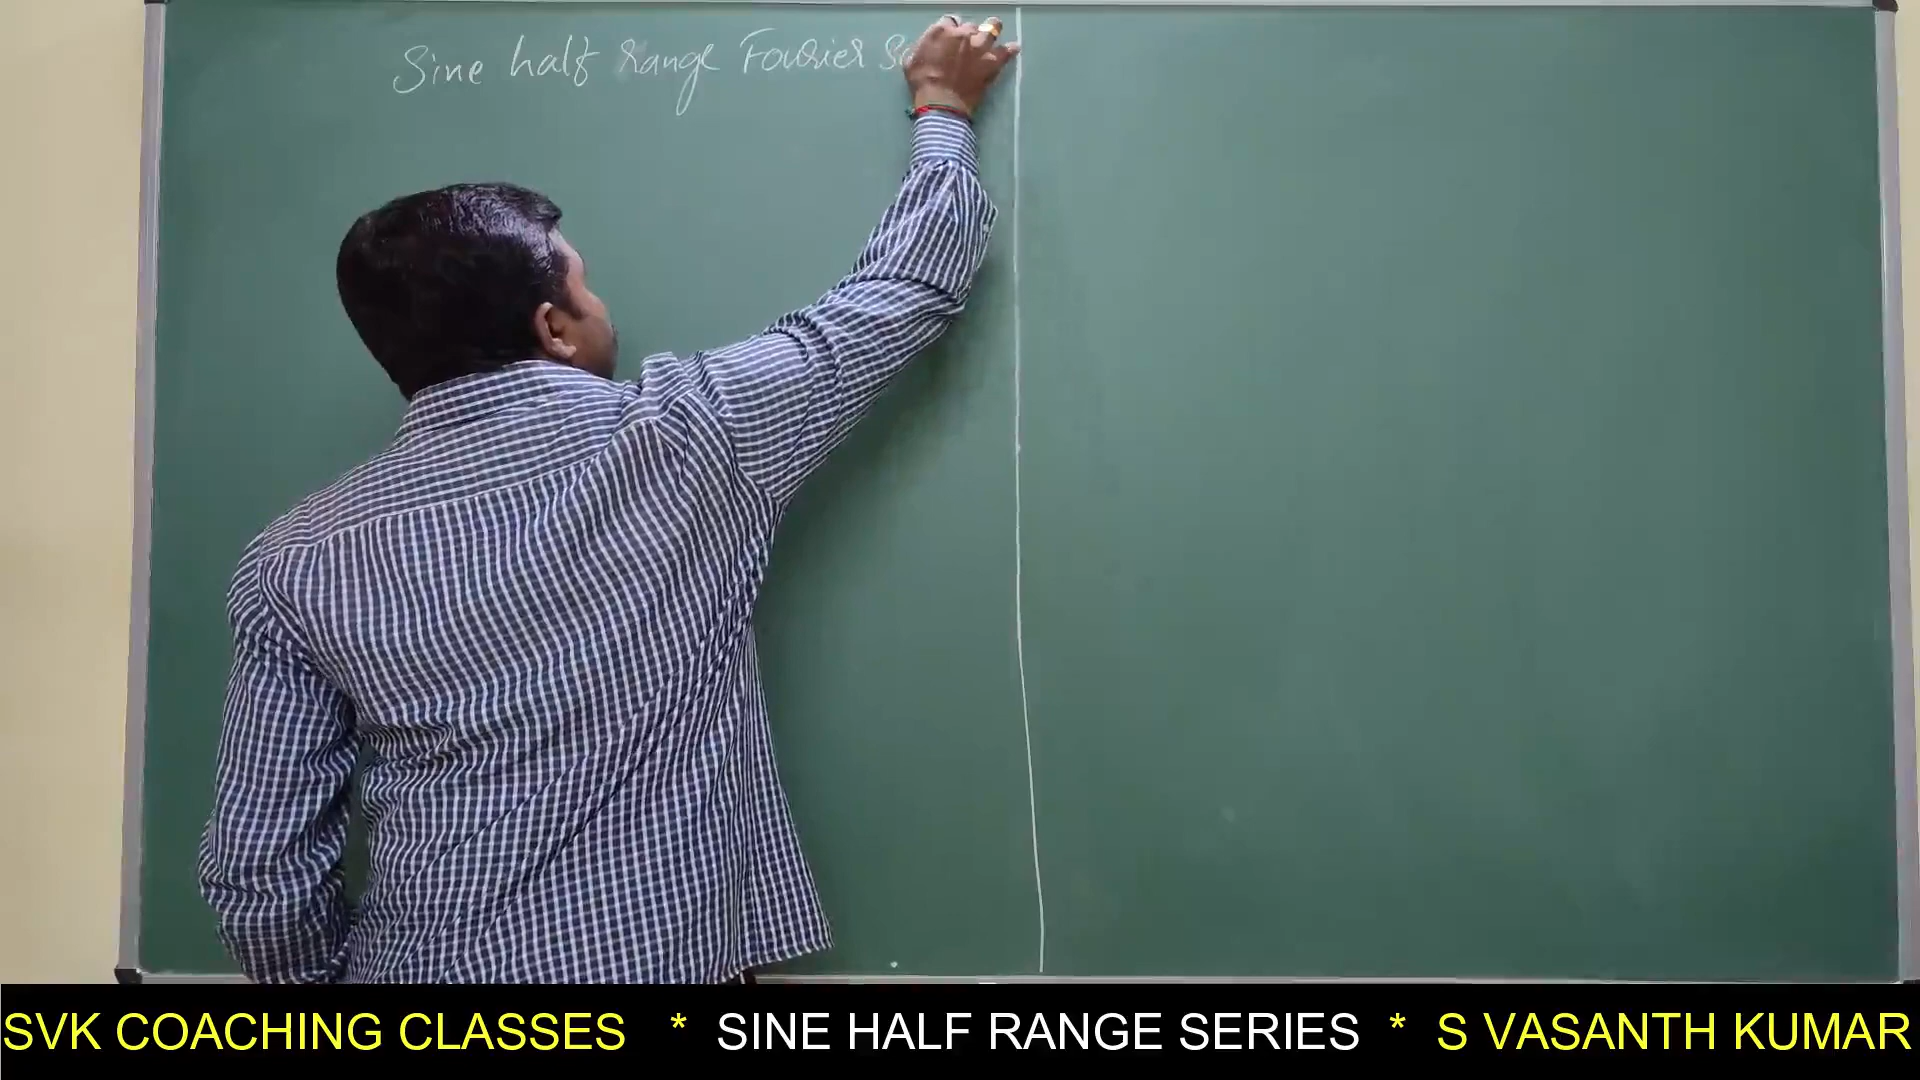 Sine half range Fourier
SVK COACHING CLASSES * SINE HALF RANGE SERIES * S VASANTH KUMAR